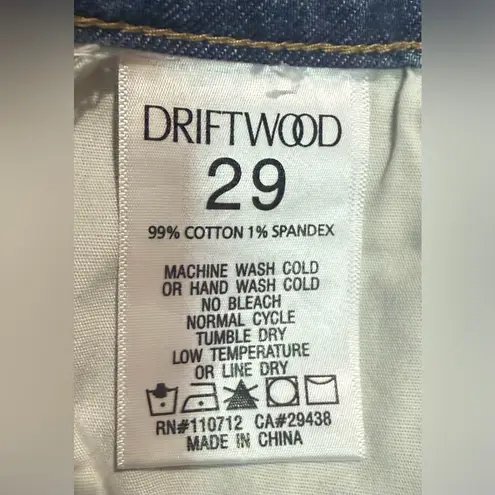 DRIFTWOOD
29
99% COTTON 1% SPANDEX
MACHINE WASH COLD
OR HAND WASH COLD
NO BLEACH
NORMAL CYCLE
TUMBLE DRY
LOW TEMPERATURE
OR LINE DRY
RN#110712 CA#29438
MADE IN CHINA